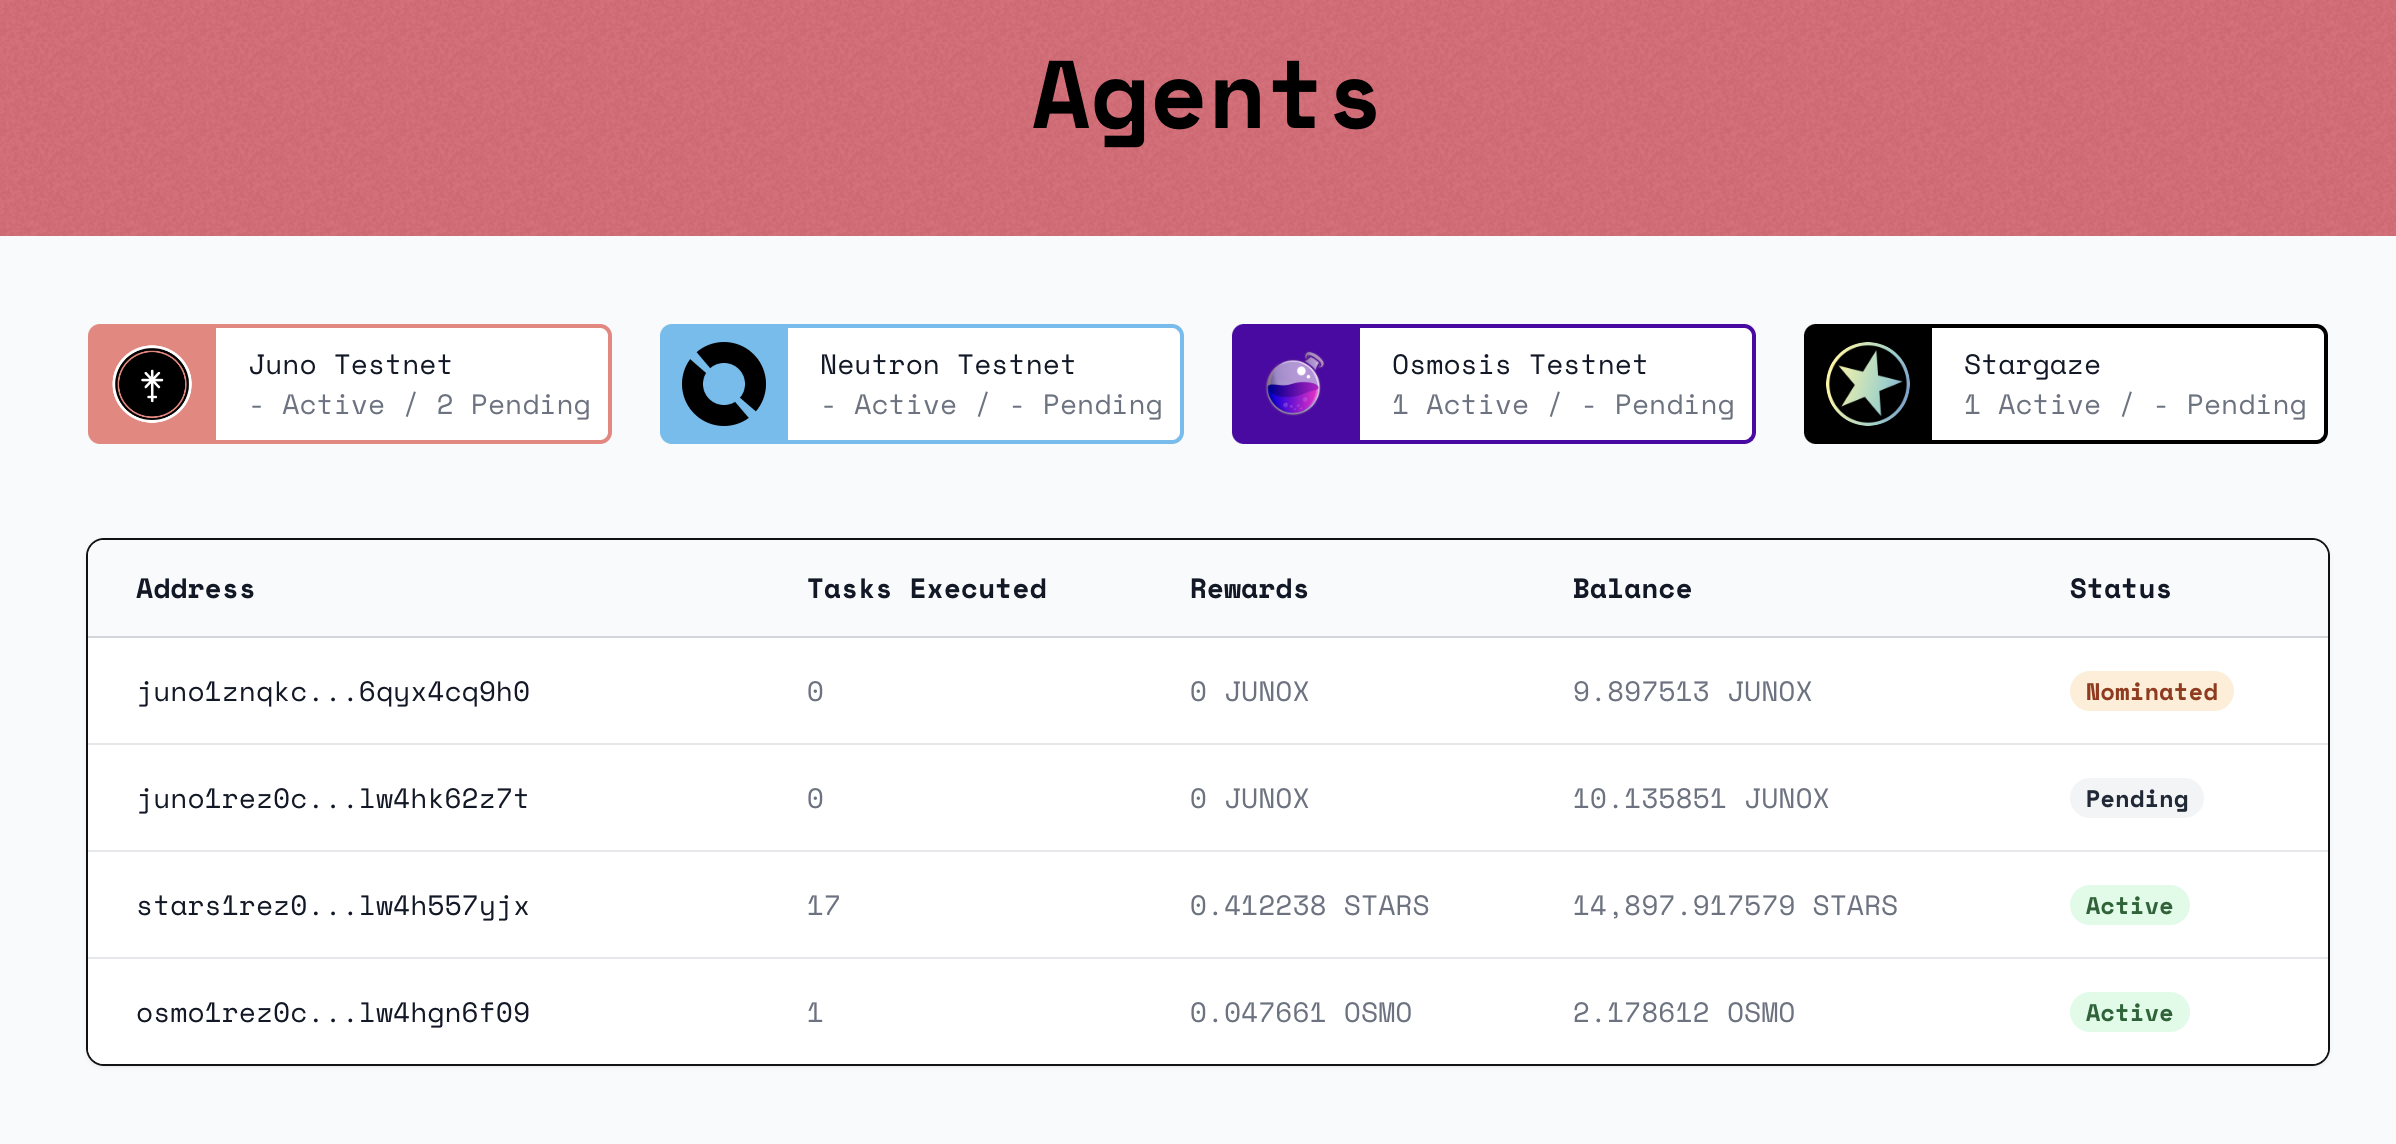 Agents
Juno Testnet
- Active / 2 Pending
Neutron Testnet
- Active / - Pending
Osmosis Testnet
1 Active / - Pending
Stargaze
1 Active / - Pending
Address Tasks Executed Rewards Balance Status
juno1znqkc...6qyx4cq9h0 0 0 JUNOX 9.897513 JUNOX Nominated
juno1rez0c...lw4hk62z7t 0 0 JUNOX 10.135851 JUNOX Pending
stars1rez0...lw4h557yjx 17 0.412238 STARS 14,897.917579 STARS Active
osmo1rez0c...lw4hgn6f09 1 0.047661 OSMO 2.178612 OSMO Active